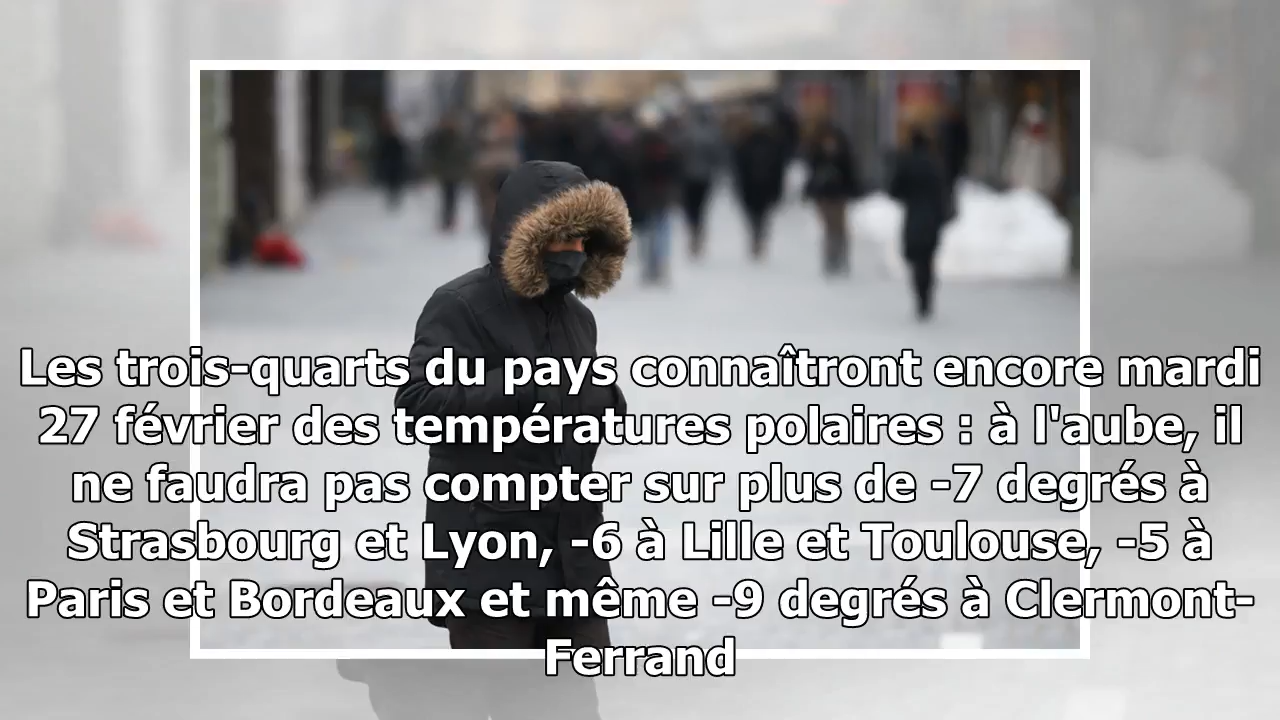 Les trois-quarts du pays connaîtront encore mardi
27 février des températures polaires : à l'aube, il
ne faudra pas compter sur plus de -7 degrés à
Strasbourg et Lyon, -6 à Lille et Toulouse, -5 à
Paris et Bordeaux et même -9 degrés à Clermont-
Ferrand